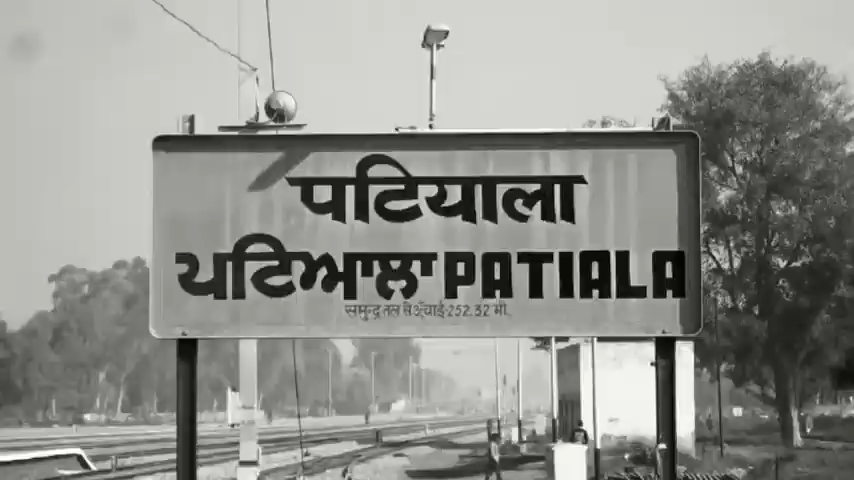 पटियाला
ਪਟਿਆਲਾ PATIALA
समुन्द्र तल से ऊँचाई 252.32 मी.